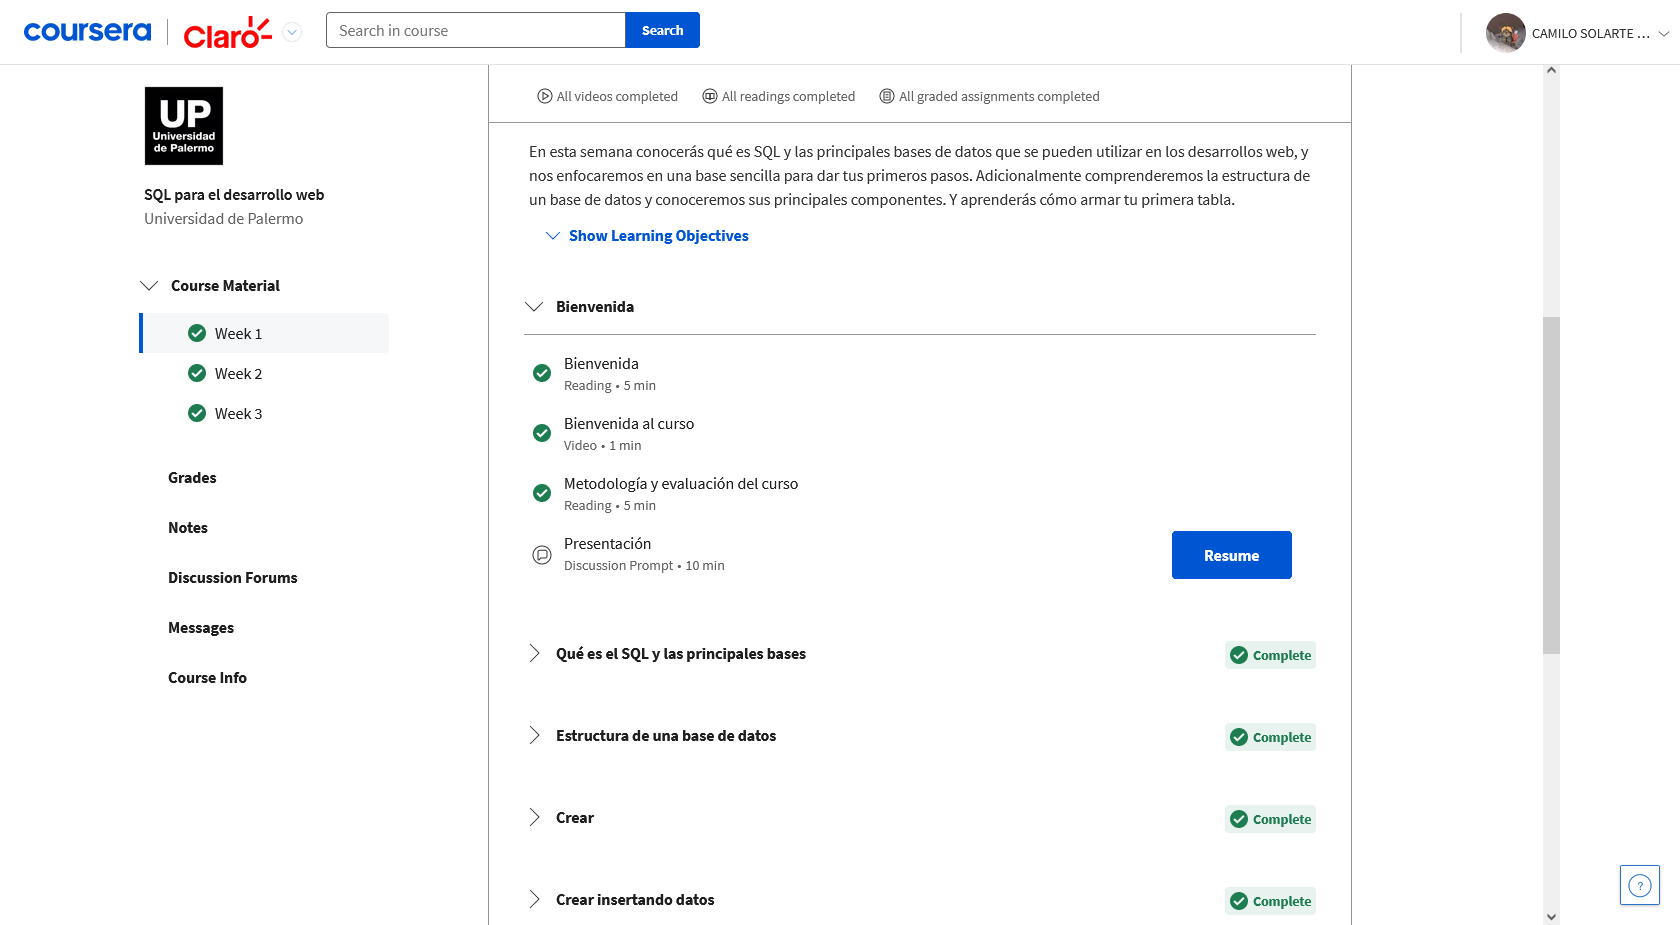 coursera
Claro
Search in course
Search
CAMILO SOLARTE ...
UP
Universidad
de Palermo
SQL para el desarrollo web
Universidad de Palermo
Course Material
Week 1
Week 2
Week 3
Grades
Notes
Discussion Forums
Messages
Course Info
All videos completed
All readings completed
All graded assignments completed
En esta semana conocerás qué es SQL y las principales bases de datos que se pueden utilizar en los desarrollos web, y
nos enfocaremos en una base sencilla para dar tus primeros pasos. Adicionalmente comprenderemos la estructura de
un base de datos y conoceremos sus principales componentes. Y aprenderás cómo armar tu primera tabla.
Show Learning Objectives
Bienvenida
Bienvenida
Reading • 5 min
Bienvenida al curso
Video • 1 min
Metodología y evaluación del curso
Reading • 5 min
Presentación
Discussion Prompt • 10 min
Resume
Qué es el SQL y las principales bases
Complete
Estructura de una base de datos
Complete
Crear
Complete
Crear insertando datos
Complete
?